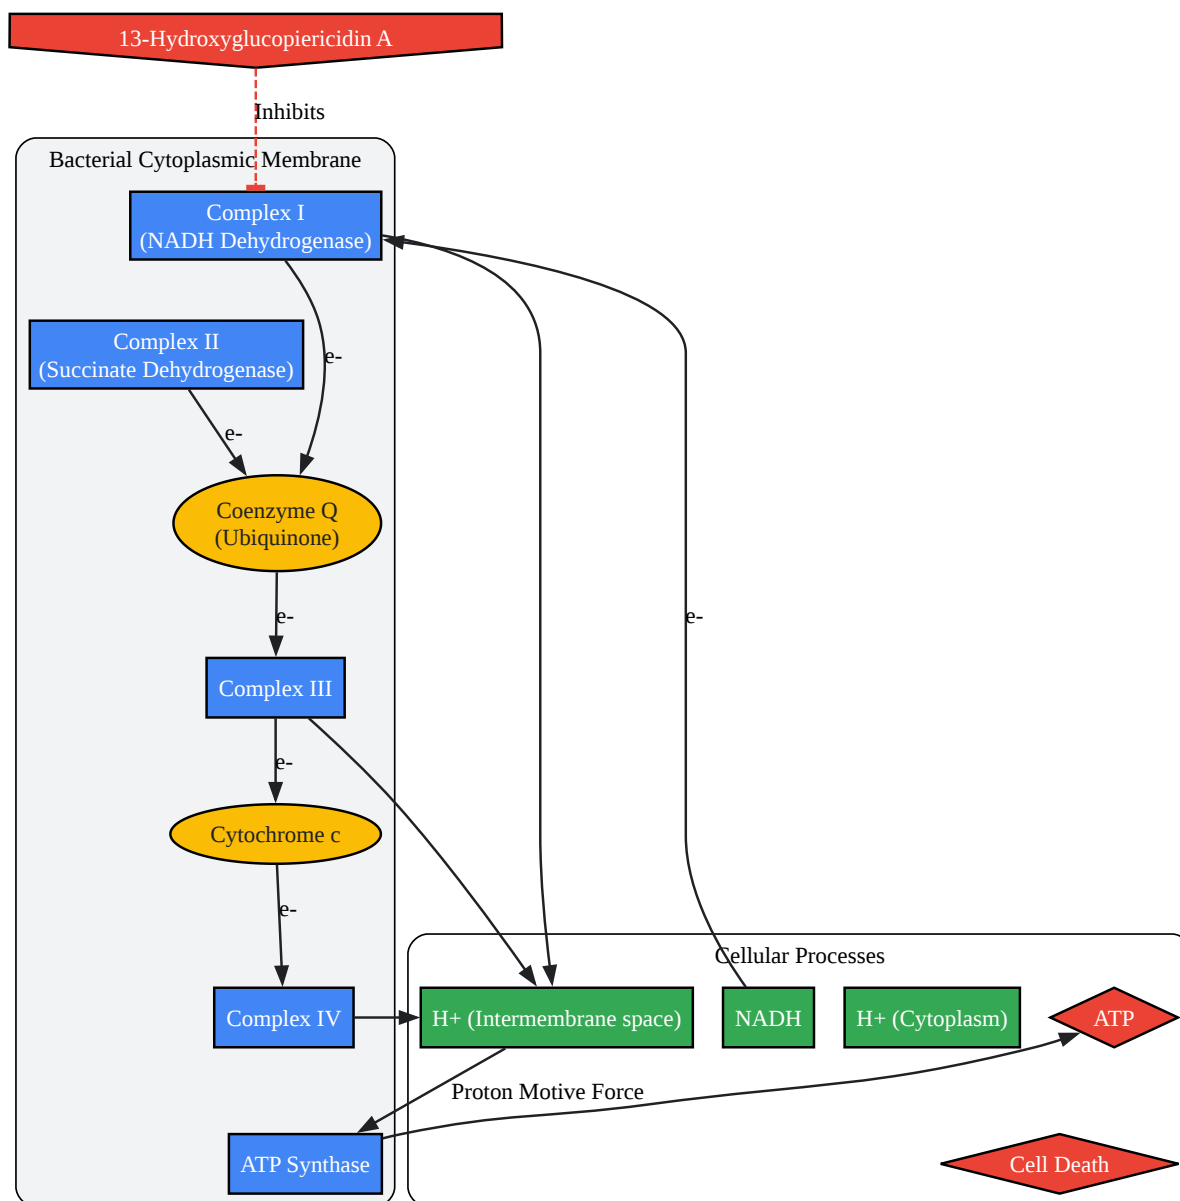 13-Hydroxyglucopiericidin A
Inhibits
Bacterial Cytoplasmic Membrane
Complex I
(NADH Dehydrogenase)
Complex II
(Succinate Dehydrogenase)
e-
e-
Coenzyme Q
(Ubiquinone)
e-
e-
Complex III
e-
Cytochrome c
e-
Cellular Processes
Complex IV
H+ (Intermembrane space)
NADH
H+ (Cytoplasm)
ATP
Proton Motive Force
ATP Synthase
Cell Death